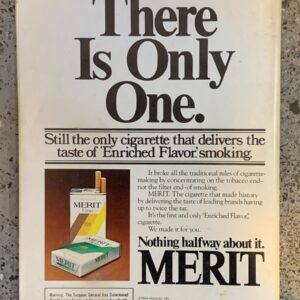 There
Is Only
One.
Still the only cigarette that delivers the
taste of 'Enriched Flavor' smoking.
It broke all the traditional rules of cigarette-
making by concentrating on the tobacco end–
not the filter end–of smoking.
MERIT. The cigarette that made history
by delivering the taste of leading brands having
up to twice the tar.
It's the first and only 'Enriched Flavor',
cigarette.
We made it for you.
Nothing halfway about it.
MERIT
MERIT
Filter
MERIT
Warning: The Surgeon General Has Determined